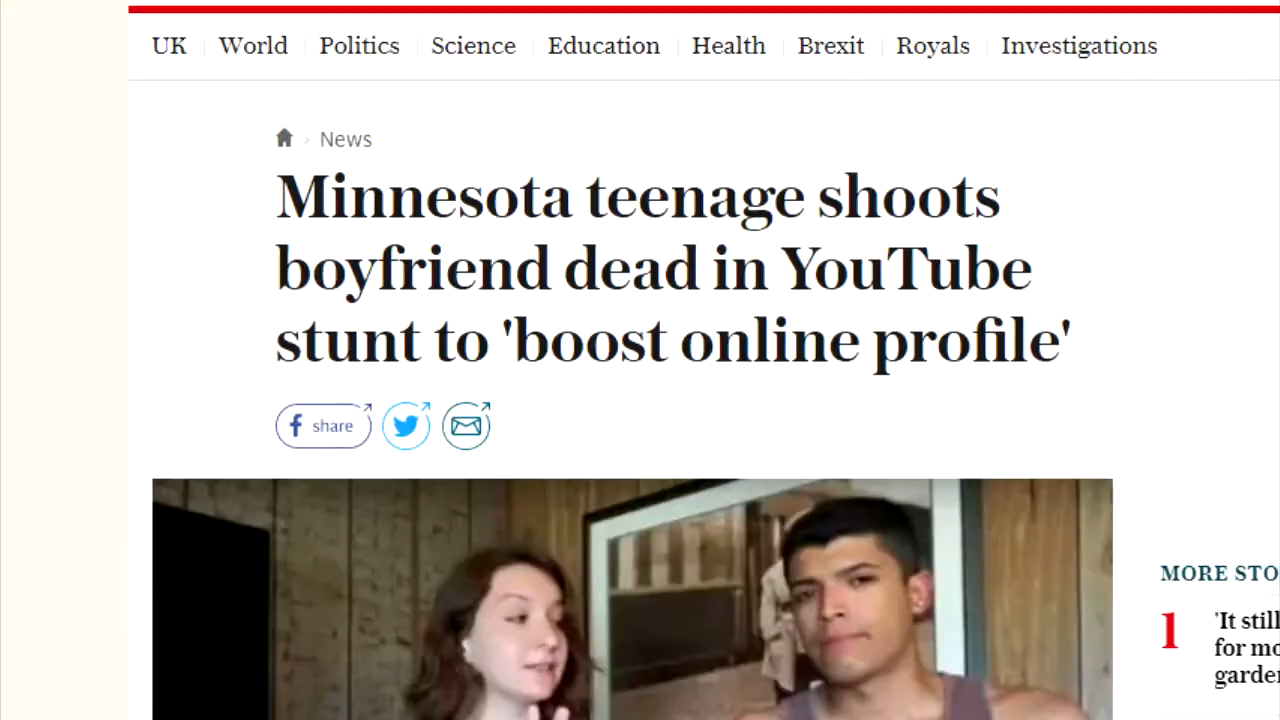 UK World Politics Science Education Health Brexit Royals Investigations
News
Minnesota teenage shoots
boyfriend dead in YouTube
stunt to 'boost online profile'
share
MORE STO
1 'It still
for mo
garden